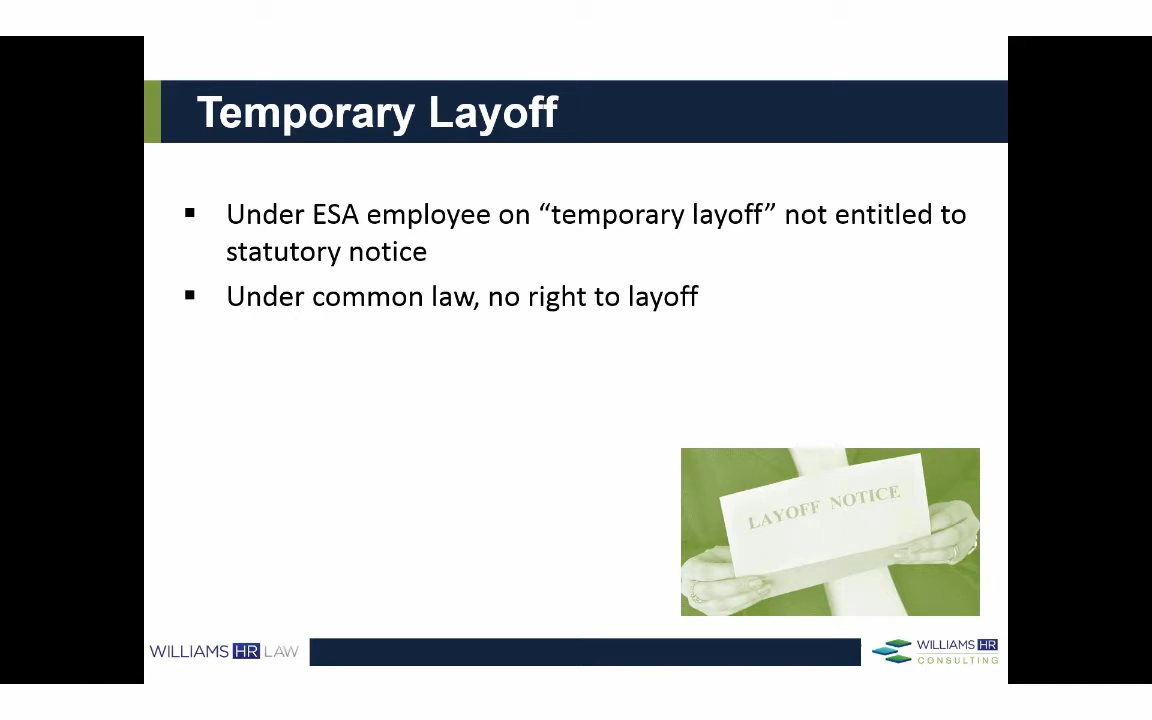 Temporary Layoff
▪ Under ESA employee on “temporary layoff” not entitled to
statutory notice
▪ Under common law, no right to layoff
LAYOFF NOTICE
WILLIAMS HR LAW
WILLIAMS HR
CONSULTING